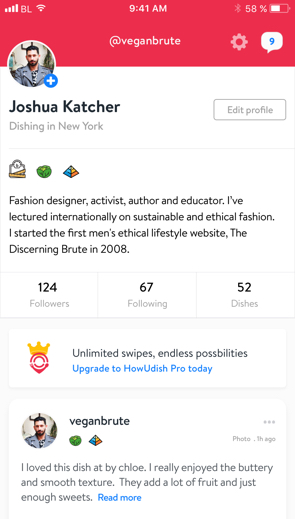 BL 9:41 AM 58 %
@veganbrute 9
Joshua Katcher
Edit profile
Dishing in New York
Fashion designer, activist, author and educator. I've
lectured internationally on sustainable and ethical fashion.
I started the first men's ethical lifestyle website, The
Discerning Brute in 2008.
124 67 52
Followers Following Dishes
Unlimited swipes, endless possbilities
Upgrade to HowUdish Pro today
veganbrute
Photo . 1h ago
I loved this dish at by chloe. I really enjoyed the buttery
and smooth texture. They add a lot of fruit and just
enough sweets. Read more